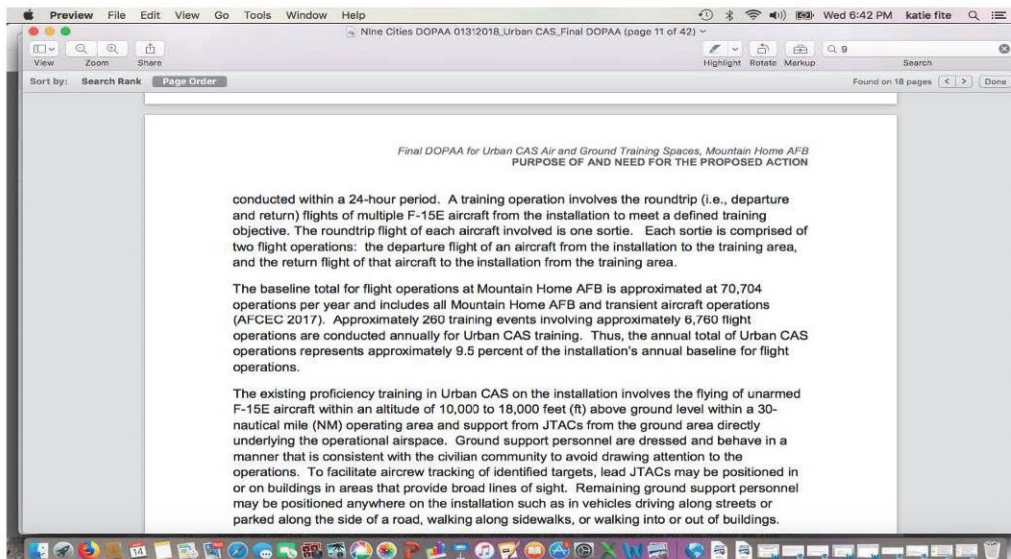 Preview File Edit View Go Tools Window Help Wed 6:42 PM katie fite
Nine Cities DOPAA 01312018_Urban CAS_Final DOPAA (page 11 of 42)
9
View Zoom Share Highlight Rotate Markup Search
Sort by: Search Rank Page Order Found on 18 pages < > Done
Final DOPAA for Urban CAS Air and Ground Training Spaces, Mountain Home AFB
PURPOSE OF AND NEED FOR THE PROPOSED ACTION
conducted within a 24-hour period. A training operation involves the roundtrip (i.e., departure
and return) flights of multiple F-15E aircraft from the installation to meet a defined training
objective. The roundtrip flight of each aircraft involved is one sortie. Each sortie is comprised of
two flight operations: the departure flight of an aircraft from the installation to the training area,
and the return flight of that aircraft to the installation from the training area.
The baseline total for flight operations at Mountain Home AFB is approximated at 70,704
operations per year and includes all Mountain Home AFB and transient aircraft operations
(AFCEC 2017). Approximately 260 training events involving approximately 6,760 flight
operations are conducted annually for Urban CAS training. Thus, the annual total of Urban CAS
operations represents approximately 9.5 percent of the installation's annual baseline for flight
operations.
The existing proficiency training in Urban CAS on the installation involves the flying of unarmed
F-15E aircraft within an altitude of 10,000 to 18,000 feet (ft) above ground level within a 30-
nautical mile (NM) operating area and support from JTACs from the ground area directly
underlying the operational airspace. Ground support personnel are dressed and behave in a
manner that is consistent with the civilian community to avoid drawing attention to the
operations. To facilitate aircrew tracking of identified targets, lead JTACs may be positioned in
or on buildings in areas that provide broad lines of sight. Remaining ground support personnel
may be positioned anywhere on the installation such as in vehicles driving along streets or
parked along the side of a road, walking along sidewalks, or walking into or out of buildings.
14